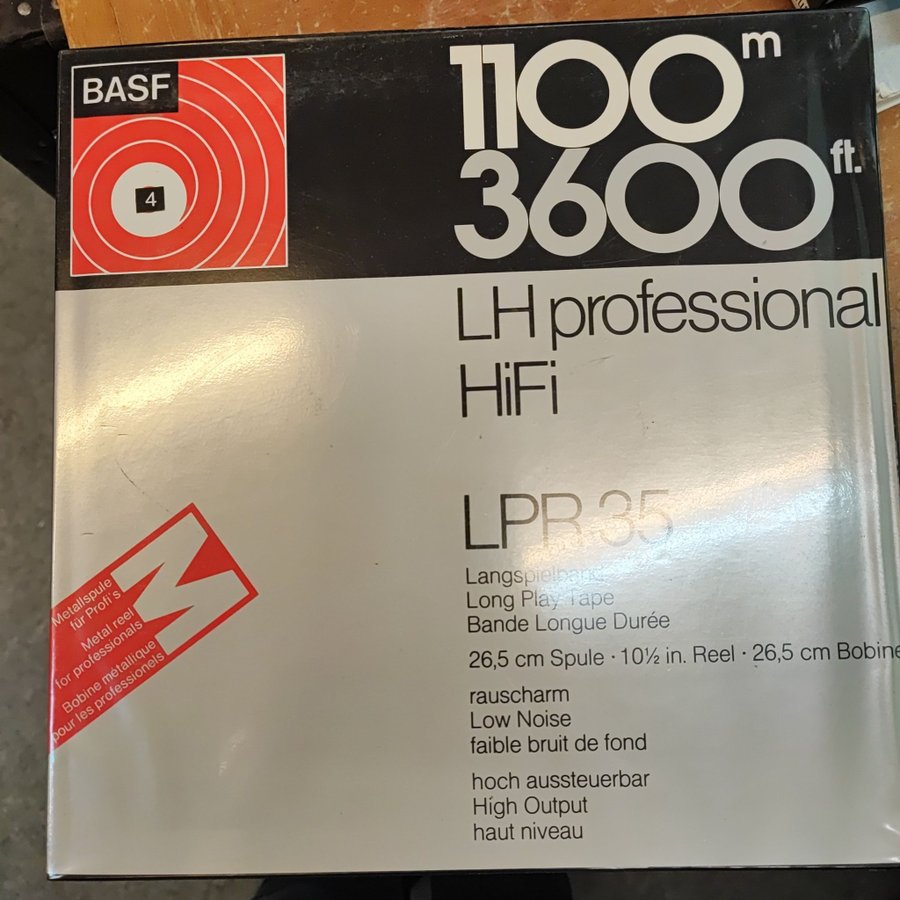 BASF
4
1100 m
3600 ft.
LH professional
HiFi
LPR 35
Langspielband
Long Play Tape
Bande Longue Durée
26,5 cm Spule · 10½ in. Reel · 26,5 cm Bobine
rauscharm
Low Noise
faible bruit de fond
hoch aussteuerbar
High Output
haut niveau
M
Metallspule
für Profi's
Metal reel
for professionals
Bobine métallique
pour les professionels